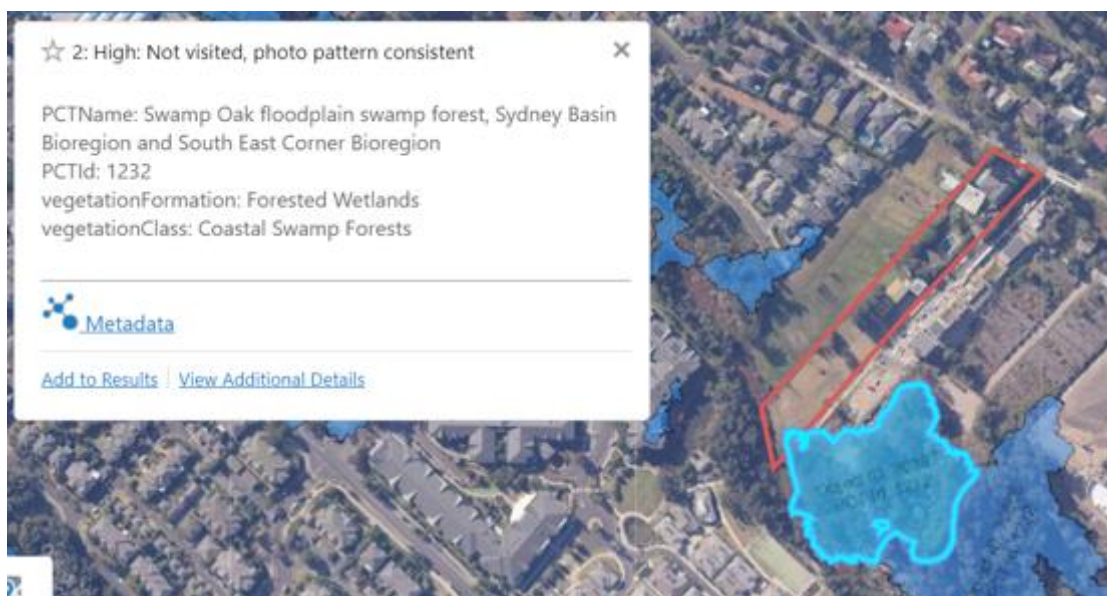 2: High: Not visited, photo pattern consistent
PCTName: Swamp Oak floodplain swamp forest, Sydney Basin
Bioregion and South East Corner Bioregion
PCTId: 1232
vegetationFormation: Forested Wetlands
vegetationClass: Coastal Swamp Forests
Metadata
Add to Results
View Additional Details